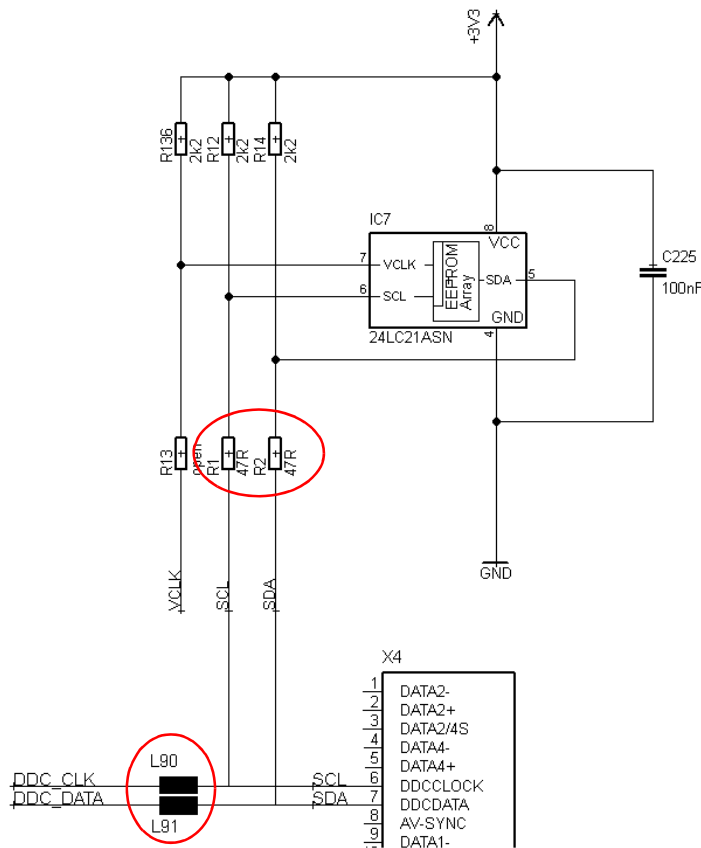 +3V3
R136
2k2
R12
2k2
R14
2k2
IC7
8
VCC
7
VCLK
EEPROM
Array
SDA
5
6
SCL
GND
4
24LC21ASN
C225
100nF
R13
open
R1
47R
R2
47R
GND
VCLK
SCL
SDA
X4
1
DATA2-
2
DATA2+
3
DATA2/4S
4
DATA4-
5
DATA4+
L90
DDC_CLK
SCL
6
DDCCLOCK
DDC_DATA
SDA
7
DDCDATA
L91
8
AV-SYNC
9
DATA1-